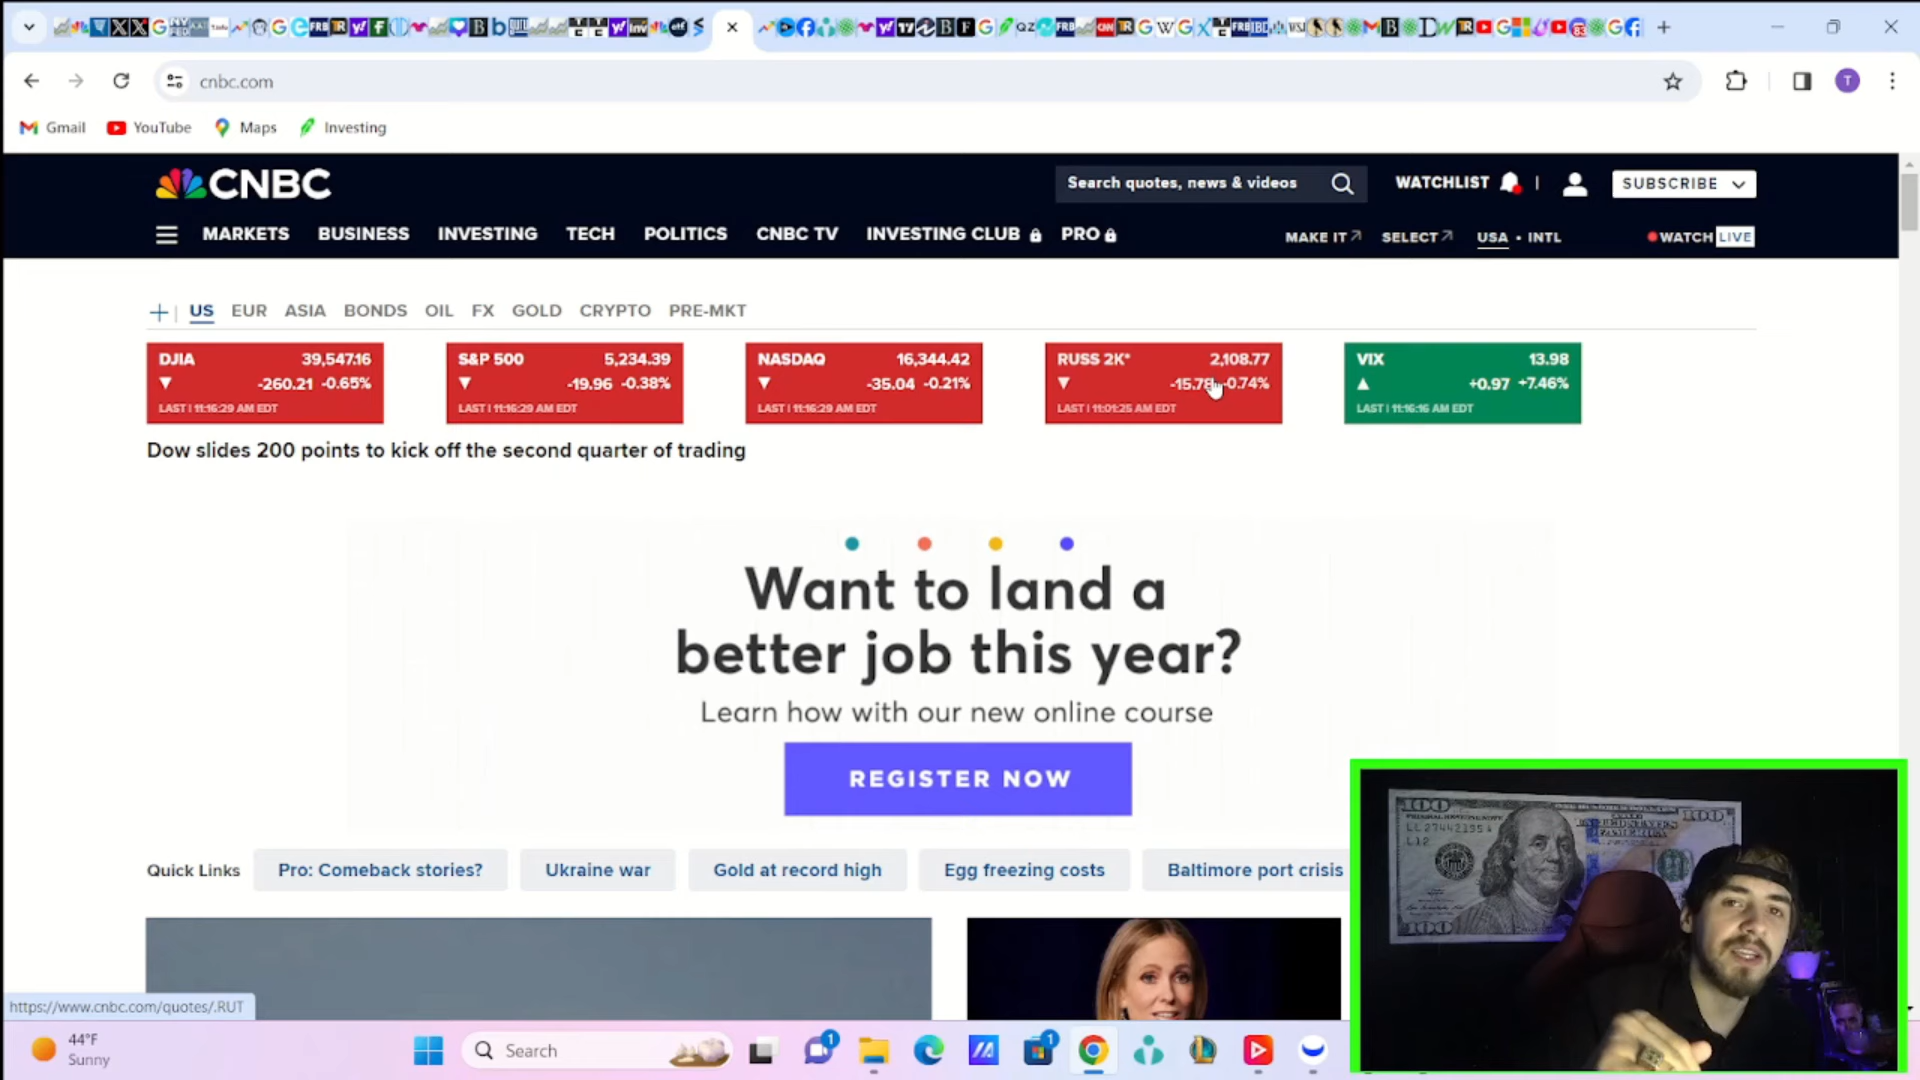 cnbc.com
Gmail YouTube Maps Investing
CNBC
Search quotes, news & videos
WATCHLIST
SUBSCRIBE
MARKETS BUSINESS INVESTING TECH POLITICS CNBC TV INVESTING CLUB PRO
MAKE IT SELECT USA • INTL WATCH LIVE
US EUR ASIA BONDS OIL FX GOLD CRYPTO PRE-MKT
DJIA 39,547.16
-260.21 -0.65%
LAST | 11:16:29 AM EDT
S&P 500 5,234.39
-19.96 -0.38%
LAST | 11:16:29 AM EDT
NASDAQ 16,344.42
-35.04 -0.21%
LAST | 11:16:29 AM EDT
RUSS 2K* 2,108.77
-0.74%
LAST | 11:01:25 AM EDT
VIX 13.98
+0.97 +7.46%
LAST | 11:16:16 AM EDT
Dow slides 200 points to kick off the second quarter of trading
Want to land a
better job this year?
Learn how with our new online course
REGISTER NOW
Quick Links Pro: Comeback stories? Ukraine war Gold at record high Egg freezing costs Baltimore port crisis
https://www.cnbc.com/quotes/.RUT
44°F
Sunny
Search
1
1
T
100
100
100